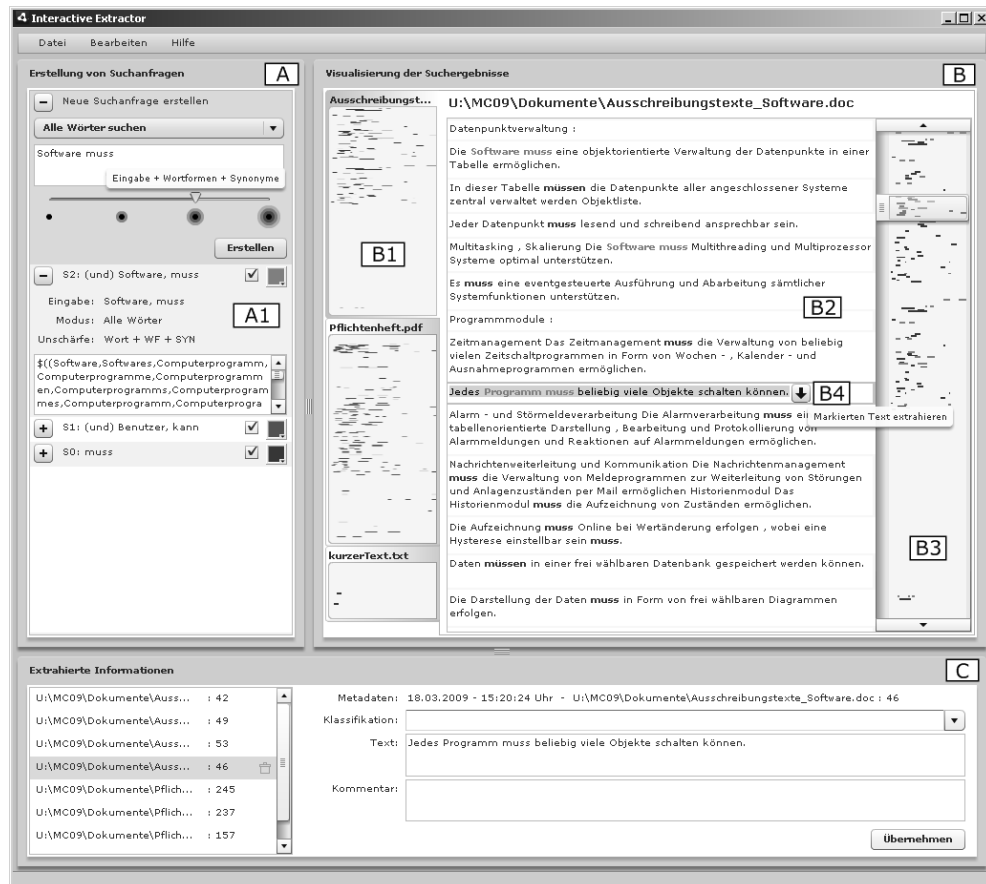 Interactive Extractor
Datei Bearbeiten Hilfe
Erstellung von Suchanfragen
A
Neue Suchanfrage erstellen
Alle Wörter suchen
Software muss
Eingabe + Wortformen + Synonyme
Erstellen
S2: (und) Software, muss
Eingabe: Software, muss
A1
Modus: Alle Wörter
Unschärfe: Wort + WF + SYN
$((Software,Softwares,Computerprogramm,
Computerprogramme,Computerprogramm
en,Computerprogramms,Computerprogram
mes,Computerprogramm,Computerprogra
S1: (und) Benutzer, kann
S0: muss
Visualisierung der Suchergebnisse
B
Ausschreibungst...
B1
Pflichtenheft.pdf
kurzerText.txt
U:\MC09\Dokumente\Ausschreibungstexte_Software.doc
Datenpunktverwaltung :
Die Software muss eine objektorientierte Verwaltung der Datenpunkte in einer
Tabelle ermöglichen.
In dieser Tabelle müssen die Datenpunkte aller angeschlossener Systeme
zentral verwaltet werden Objektliste.
Jeder Datenpunkt muss lesend und schreibend ansprechbar sein.
Multitasking , Skalierung Die Software muss Multithreading und Multiprozessor
Systeme optimal unterstützen.
Es muss eine eventgesteuerte Ausführung und Abarbeitung sämtlicher
Systemfunktionen unterstützen.
B2
Programmmodule :
Zeitmanagement Das Zeitmanagement muss die Verwaltung von beliebig
vielen Zeitschaltprogrammen in Form von Wochen - , Kalender - und
Ausnahmeprogrammen ermöglichen.
Jedes Programm muss beliebig viele Objekte schalten können.
B4
Markierten Text extrahieren
Alarm - und Störmeldeverarbeitung Die Alarmverarbeitung muss ei
tabellenorientierte Darstellung , Bearbeitung und Protokollierung von
Alarmmeldungen und Reaktionen auf Alarmmeldungen ermöglichen.
Nachrichtenweiterleitung und Kommunikation Die Nachrichtenmanagement
muss die Verwaltung von Meldeprogrammen zur Weiterleitung von Störungen
und Anlagenzuständen per Mail ermöglichen Historienmodul Das
Historienmodul muss die Aufzeichnung von Zuständen ermöglichen.
Die Aufzeichnung muss Online bei Wertänderung erfolgen , wobei eine
Hysterese einstellbar sein muss.
Daten müssen in einer frei wählbaren Datenbank gespeichert werden können.
Die Darstellung der Daten muss in Form von frei wählbaren Diagrammen
erfolgen.
B3
Extrahierte Informationen
C
U:\MC09\Dokumente\Auss... : 42
U:\MC09\Dokumente\Auss... : 49
U:\MC09\Dokumente\Auss... : 53
U:\MC09\Dokumente\Auss... : 46
U:\MC09\Dokumente\Pflich... : 245
U:\MC09\Dokumente\Pflich... : 237
U:\MC09\Dokumente\Pflich... : 157
Metadaten: 18.03.2009 - 15:20:24 Uhr - U:\MC09\Dokumente\Ausschreibungstexte_Software.doc : 46
Klassifikation:
Text: Jedes Programm muss beliebig viele Objekte schalten können.
Kommentar:
Übernehmen